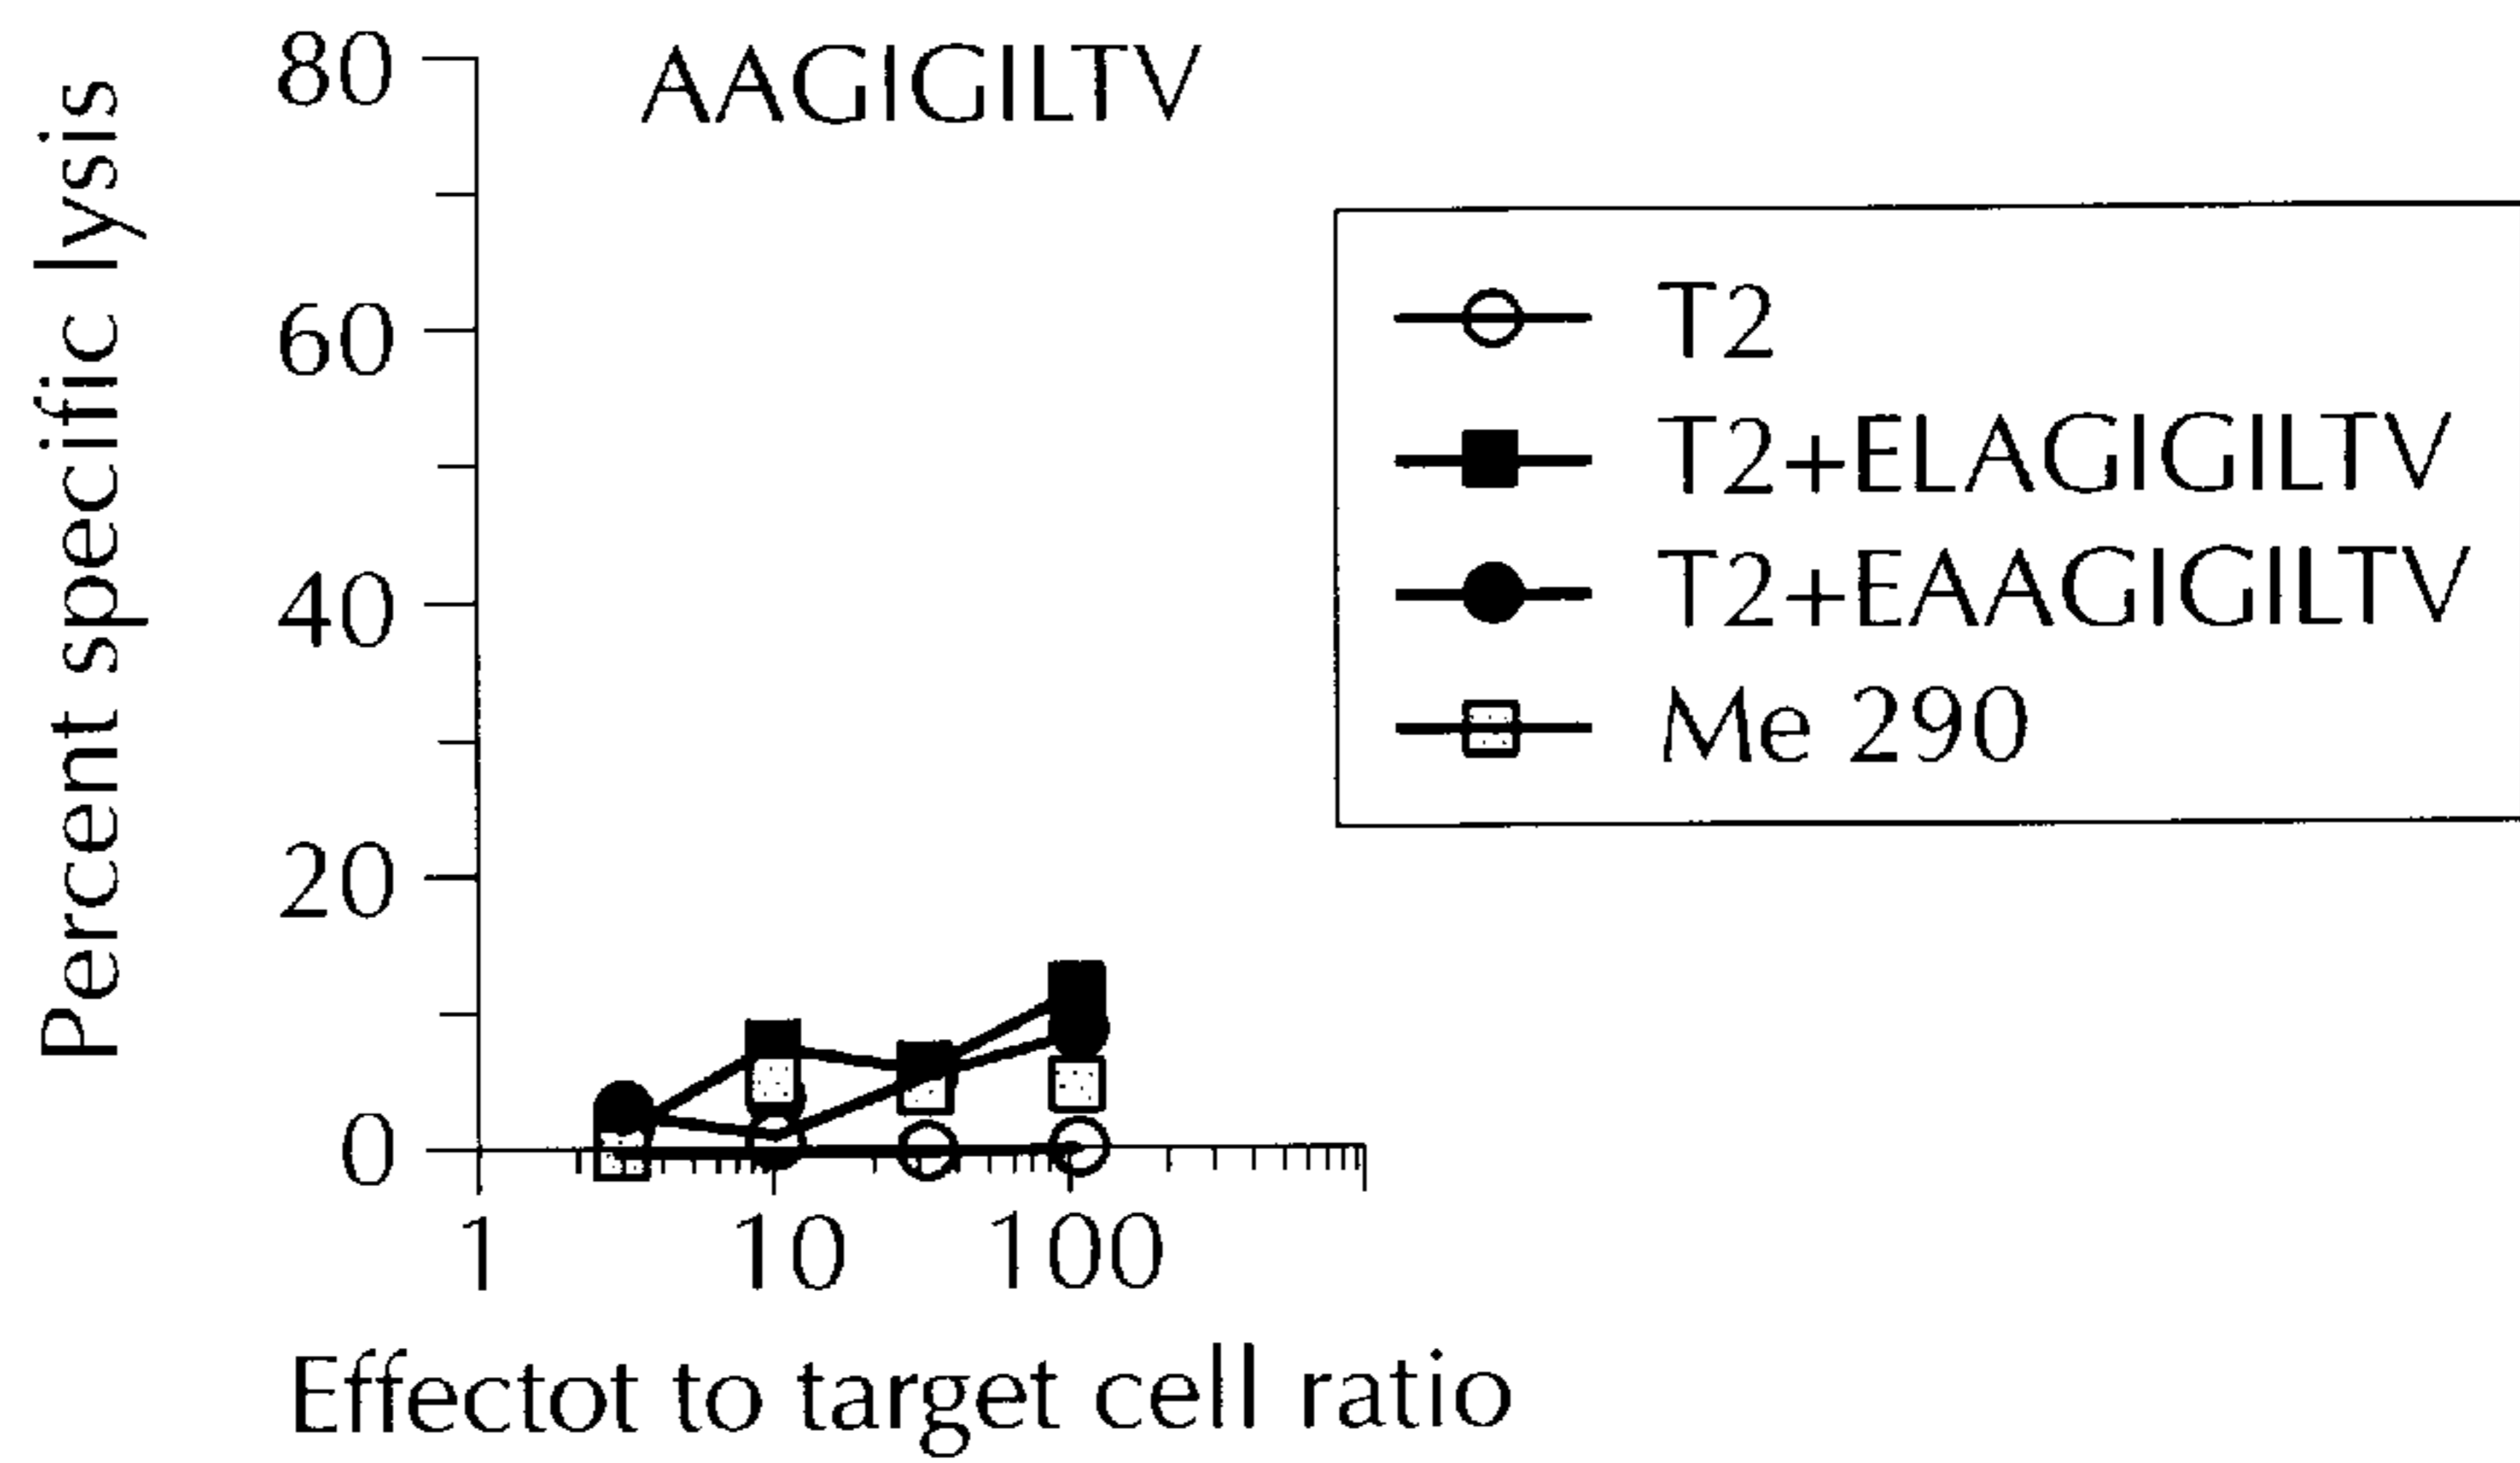 AAGIGILTV
Percent specific lysis
80
60
40
20
0
1 10 100
Effectot to target cell ratio
T2
T2+ELAGIGILTV
T2+EAAGIGILTV
Me 290